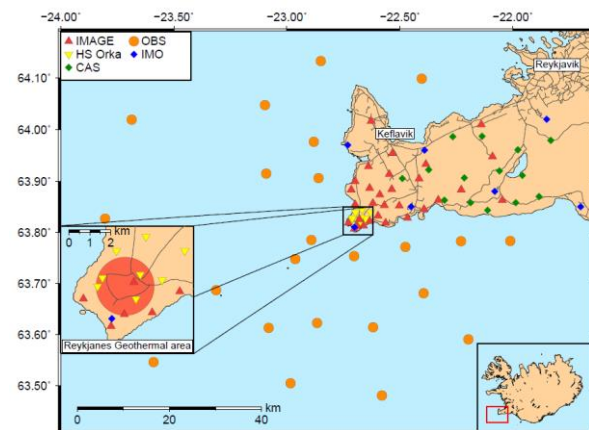 −24.00 −23.50 −23.00 −22.50 −22.00
IMAGE OBS
HS Orka IMO
CAS
Reykjavik
Keflavik
64.10
64.00
63.90
63.80
63.70
63.60
63.50
km
0 1 2
Reykjanes Geothermal area
km
0 20 40